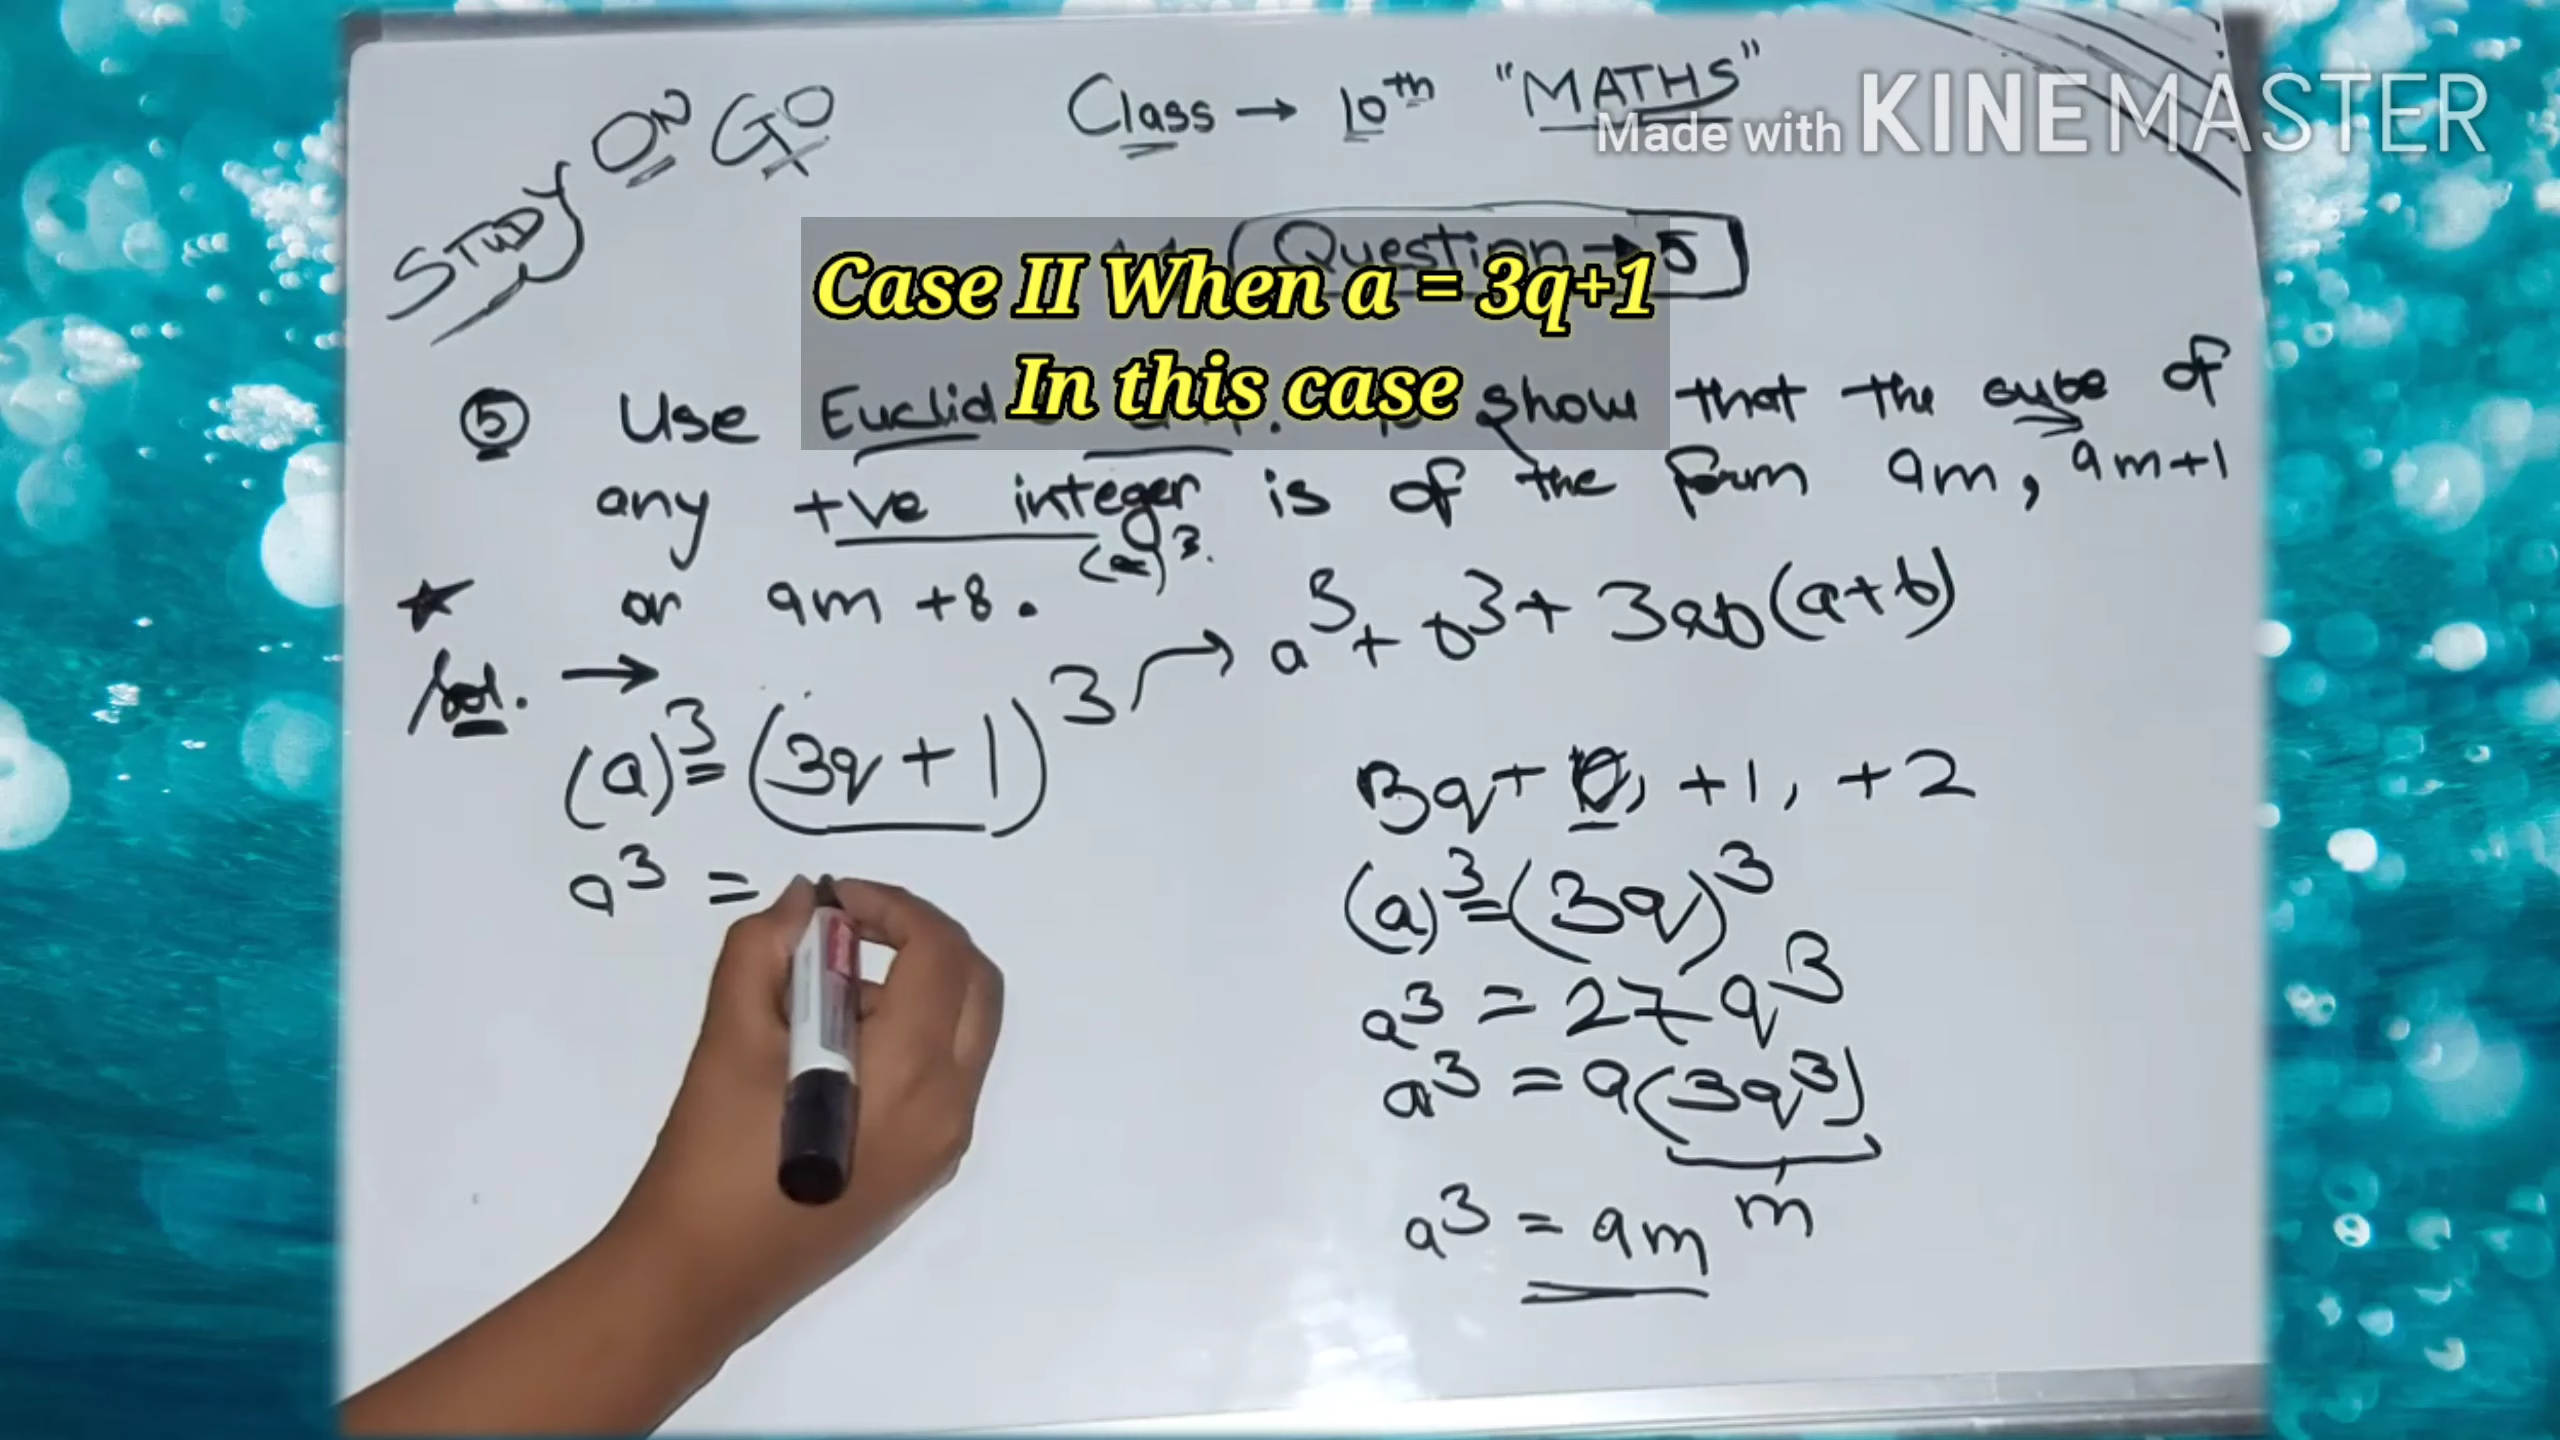 STUDY ON GO
Class → 10th "MATHS"
Made with KINEMASTER
Question → 5
Case II When a = 3q+1
In this case
⑤ Use Euclid show that the cube of
any +ve integer is of the form 9m, 9m+1
or 9m +8. (a)³.
Sol. →
a³ + b³ + 3ab(a+b)
(a)³ = (3q + 1)³
a³ =
3q + 0, +1, +2
(a)³ = (3q)³
a³ = 27q³
a³ = 9(3q³)
m
a³ = 9m